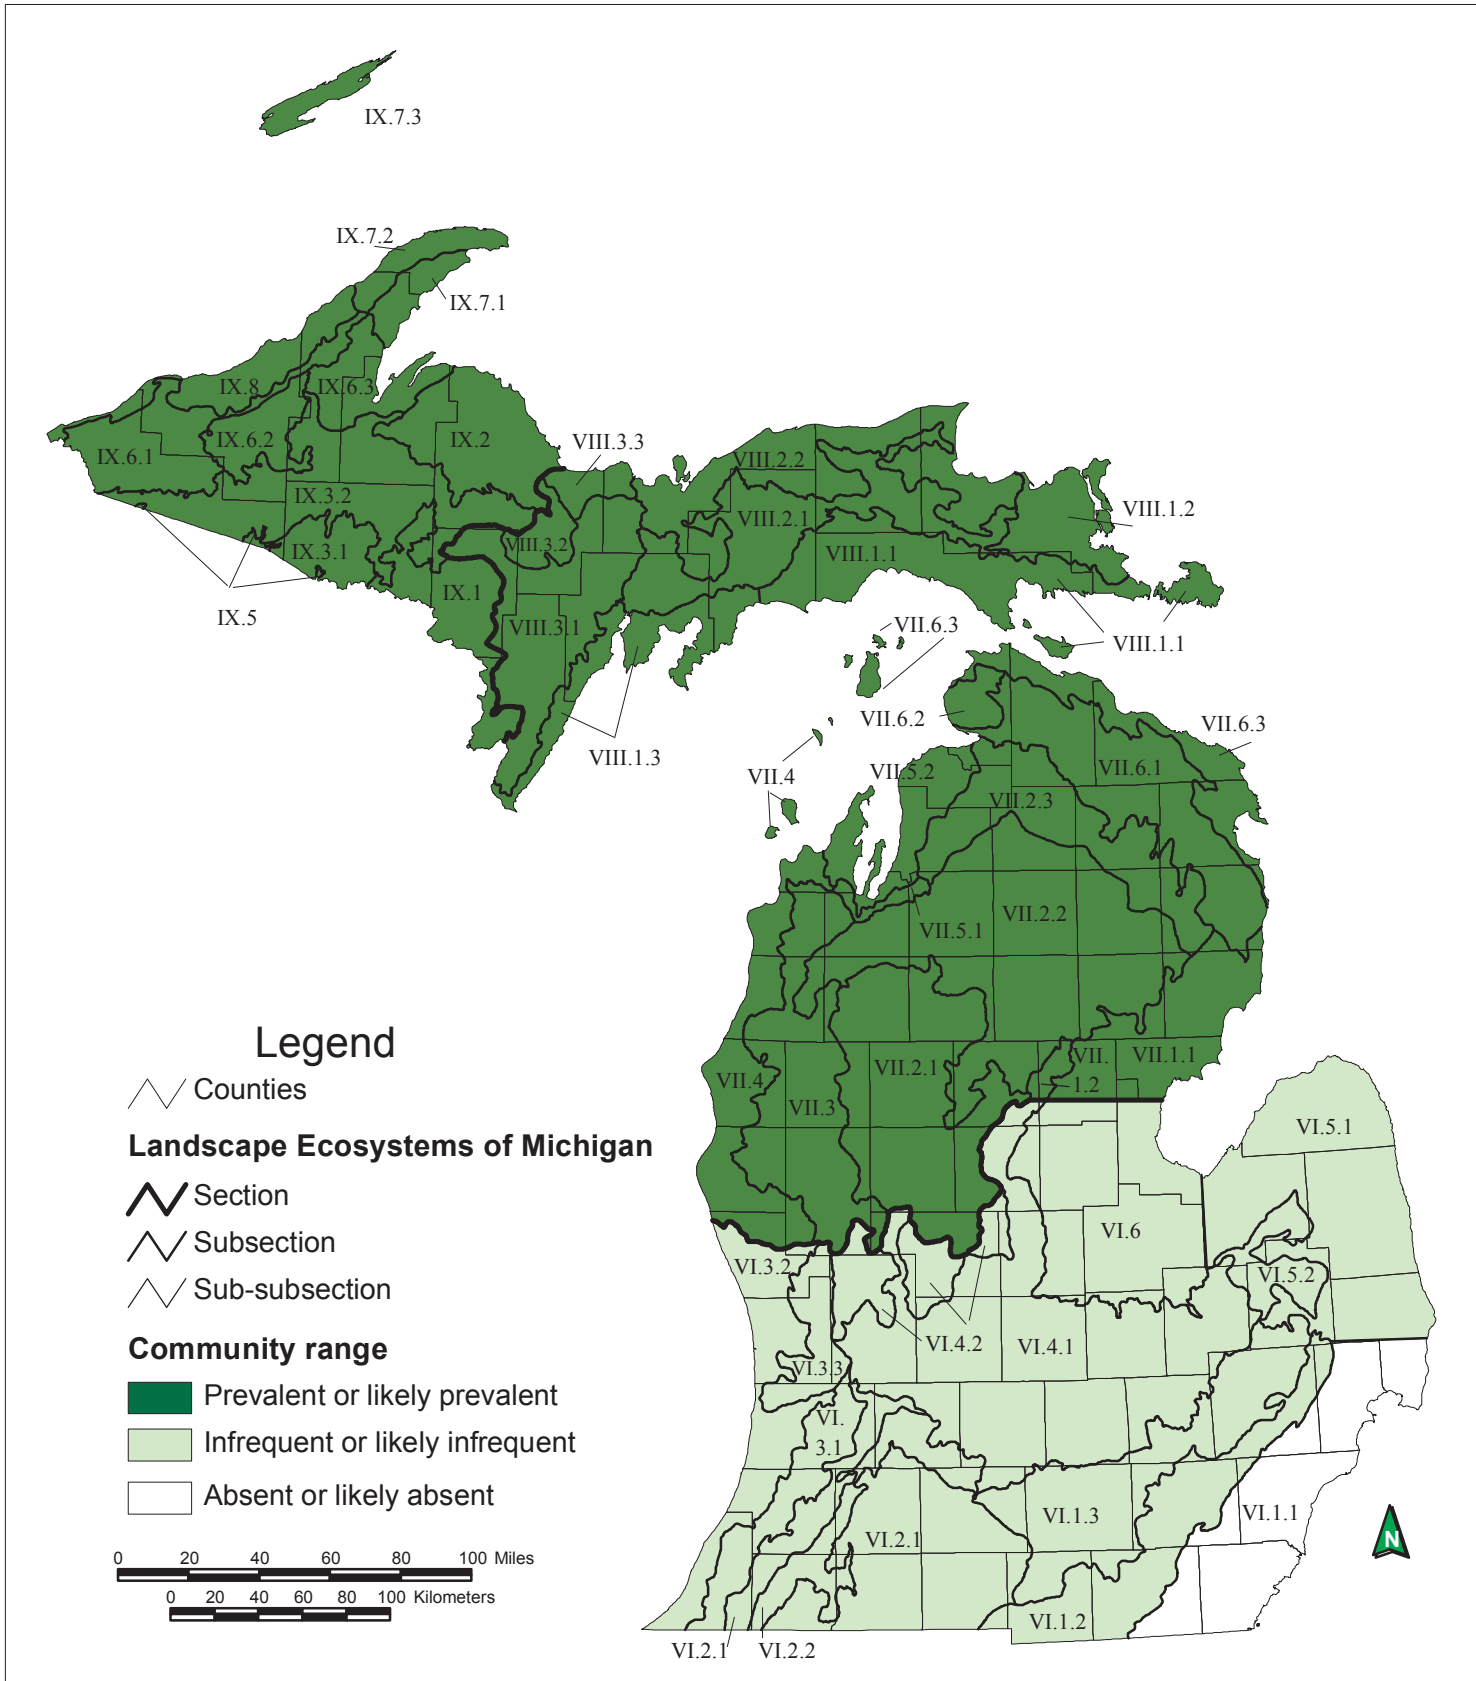 IX.7.3
IX.7.2
IX.7.1
IX.8
IX.6.3
IX.6.2
IX.2
IX.6.1
VIII.3.3
VIII.2.2
IX.3.2
VIII.1.2
VIII.2.1
IX.3.1
VIII.3.2
VIII.1.1
IX.1
IX.5
VIII.3.1
VII.6.3
VIII.1.1
VII.6.2
VII.6.3
VIII.1.3
VII.4
VII.5.2
VII.6.1
VII.2.3
VII.2.2
VII.5.1
VII.4
VII.3
VII.2.1
VII.
1.2
VII.1.1
VI.5.1
VI.6
VI.3.2
VI.5.2
VI.4.2
VI.4.1
VI.3.3
VI.
3.1
VI.1.3
VI.1.1
VI.2.1
VI.1.2
VI.2.1
VI.2.2
Legend
Counties
Landscape Ecosystems of Michigan
Section
Subsection
Sub-subsection
Community range
Prevalent or likely prevalent
Infrequent or likely infrequent
Absent or likely absent
0 20 40 60 80 100 Miles
0 20 40 60 80 100 Kilometers
N